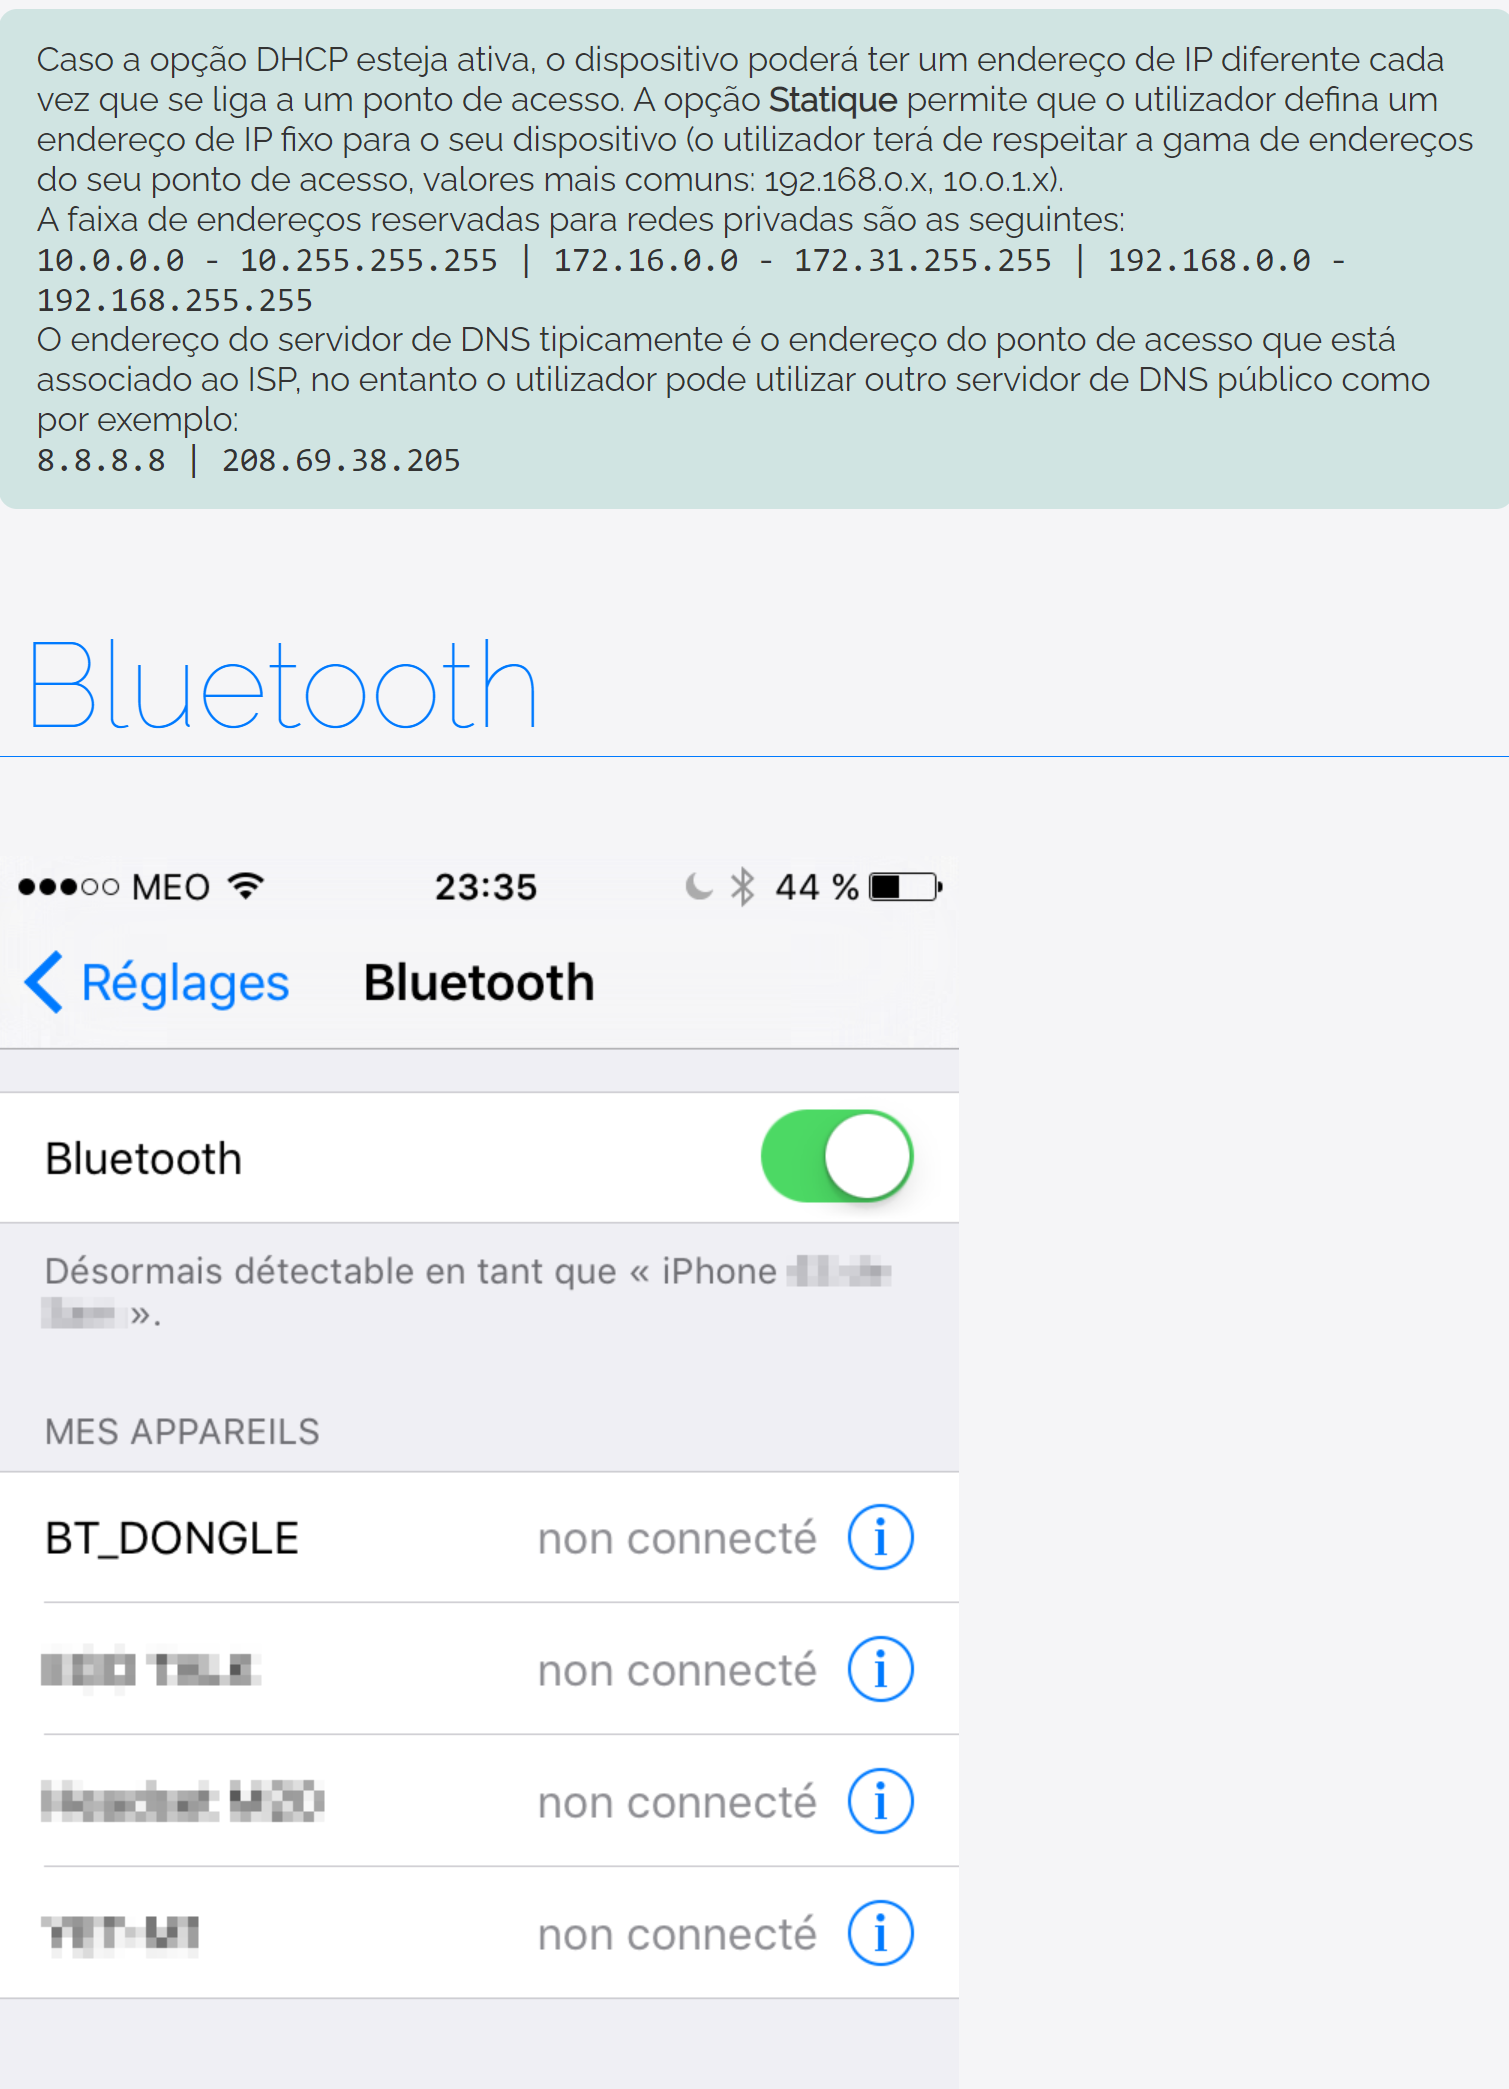 Caso a opção DHCP esteja ativa, o dispositivo poderá ter um endereço de IP diferente cada
vez que se liga a um ponto de acesso. A opção Statique permite que o utilizador defina um
endereço de IP fixo para o seu dispositivo (o utilizador terá de respeitar a gama de endereços
do seu ponto de acesso, valores mais comuns: 192.168.0.x, 10.0.1.x).
A faixa de endereços reservadas para redes privadas são as seguintes:
10.0.0.0 - 10.255.255.255 | 172.16.0.0 - 172.31.255.255 | 192.168.0.0 -
192.168.255.255
O endereço do servidor de DNS tipicamente é o endereço do ponto de acesso que está
associado ao ISP, no entanto o utilizador pode utilizar outro servidor de DNS público como
por exemplo:
8.8.8.8 | 208.69.38.205
Bluetooth
MEO 23:35 44 %
Réglages Bluetooth
Bluetooth
Désormais détectable en tant que « iPhone
».
MES APPAREILS
BT_DONGLE non connecté
non connecté
non connecté
non connecté